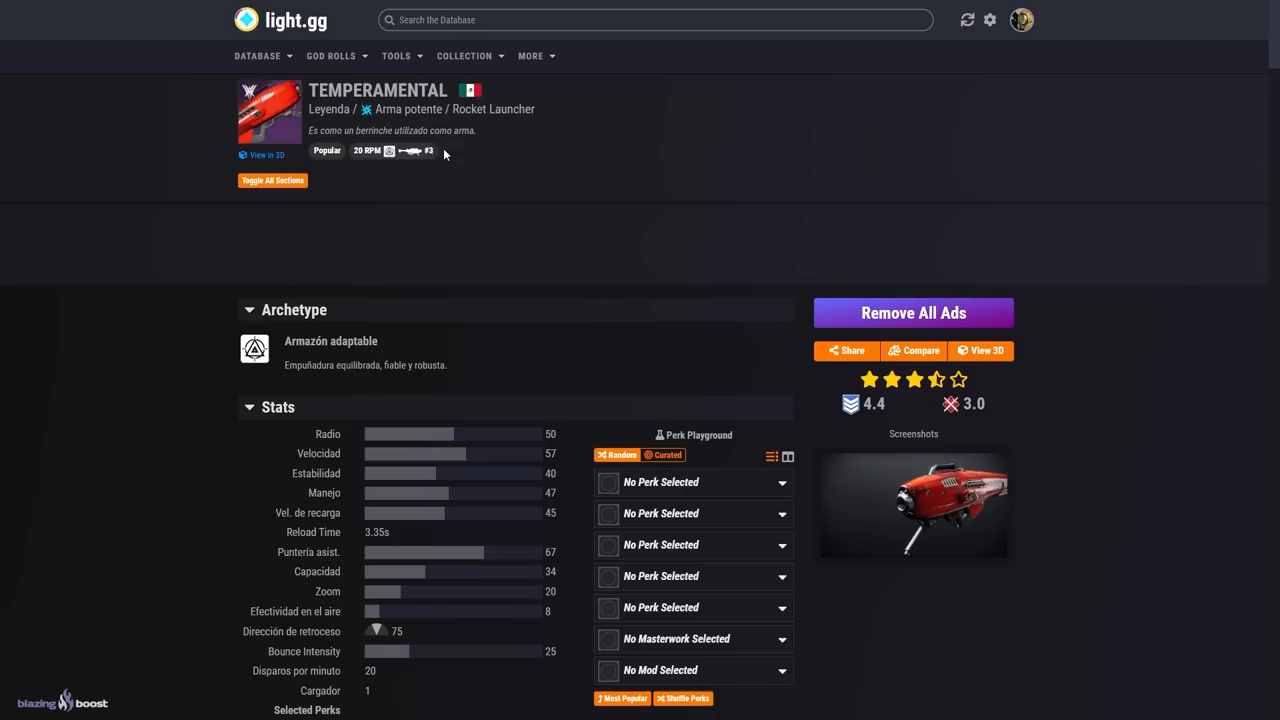 light.gg
Search the Database
DATABASE GOD ROLLS TOOLS COLLECTION MORE
TEMPERAMENTAL
Leyenda / Arma potente / Rocket Launcher
Es como un berrinche utilizado como arma.
View in 3D
Popular 20 RPM #3
Toggle All Sections
Archetype
Armazón adaptable
Empuñadura equilibrada, fiable y robusta.
Remove All Ads
Share Compare View 3D
4.4 3.0
Screenshots
Stats
Radio 50
Velocidad 57
Estabilidad 40
Manejo 47
Vel. de recarga 45
Reload Time 3.35s
Puntería asist. 67
Capacidad 34
Zoom 20
Efectividad en el aire 8
Dirección de retroceso 75
Bounce Intensity 25
Disparos por minuto 20
Cargador 1
Selected Perks
Perk Playground
Random Curated
No Perk Selected
No Perk Selected
No Perk Selected
No Perk Selected
No Perk Selected
No Masterwork Selected
No Mod Selected
Most Popular Shuffle Perks
blazing boost